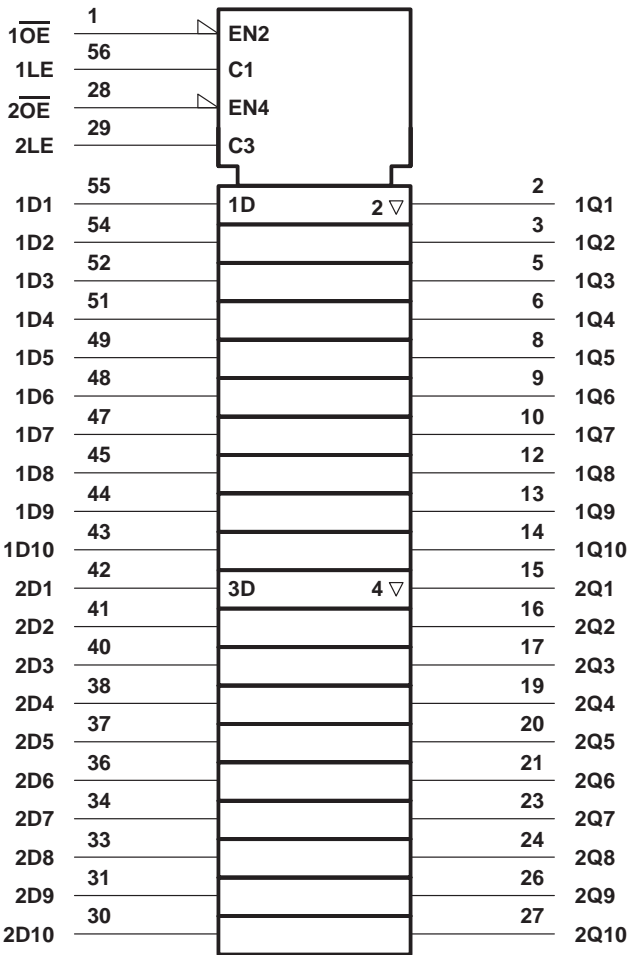 1O̅E̅ 1 EN2
1LE 56 C1
2O̅E̅ 28 EN4
2LE 29 C3
1D1 55 1D 2 ▽ 2 1Q1
1D2 54 3 1Q2
1D3 52 5 1Q3
1D4 51 6 1Q4
1D5 49 8 1Q5
1D6 48 9 1Q6
1D7 47 10 1Q7
1D8 45 12 1Q8
1D9 44 13 1Q9
1D10 43 14 1Q10
2D1 42 3D 4 ▽ 15 2Q1
2D2 41 16 2Q2
2D3 40 17 2Q3
2D4 38 19 2Q4
2D5 37 20 2Q5
2D6 36 21 2Q6
2D7 34 23 2Q7
2D8 33 24 2Q8
2D9 31 26 2Q9
2D10 30 27 2Q10